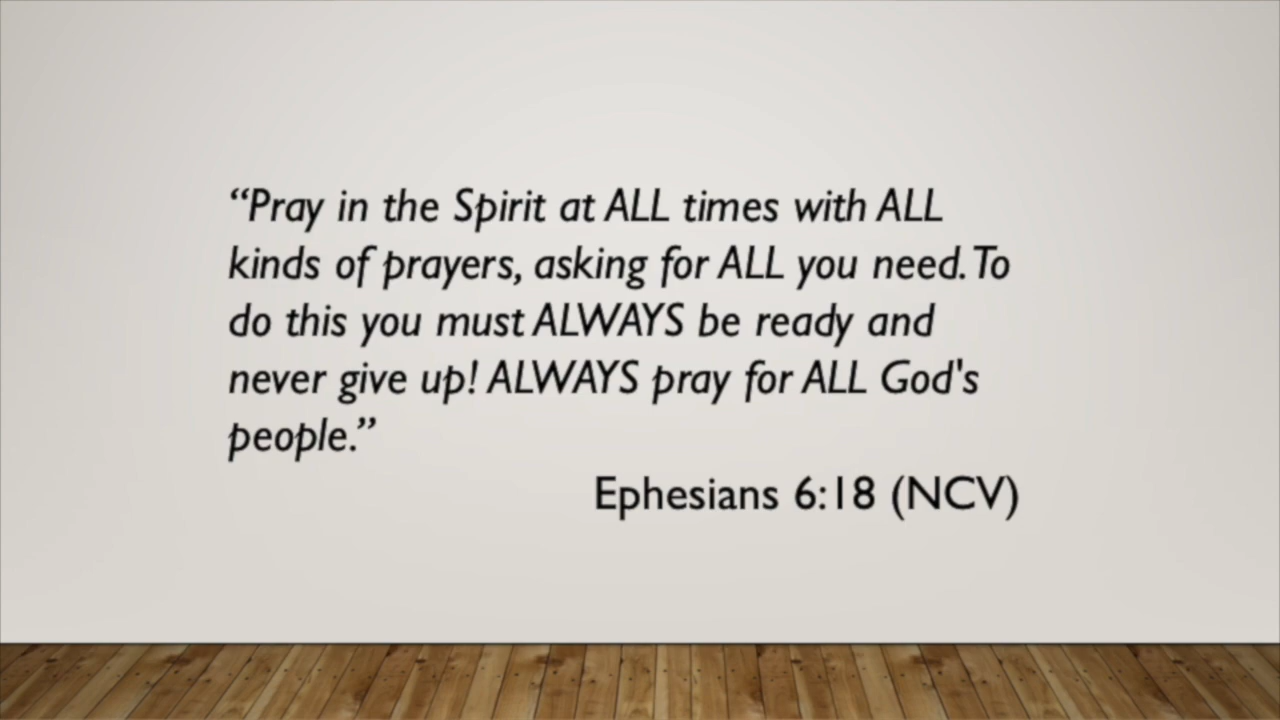 “Pray in the Spirit at ALL times with ALL
kinds of prayers, asking for ALL you need. To
do this you must ALWAYS be ready and
never give up! ALWAYS pray for ALL God's
people.”
Ephesians 6:18 (NCV)